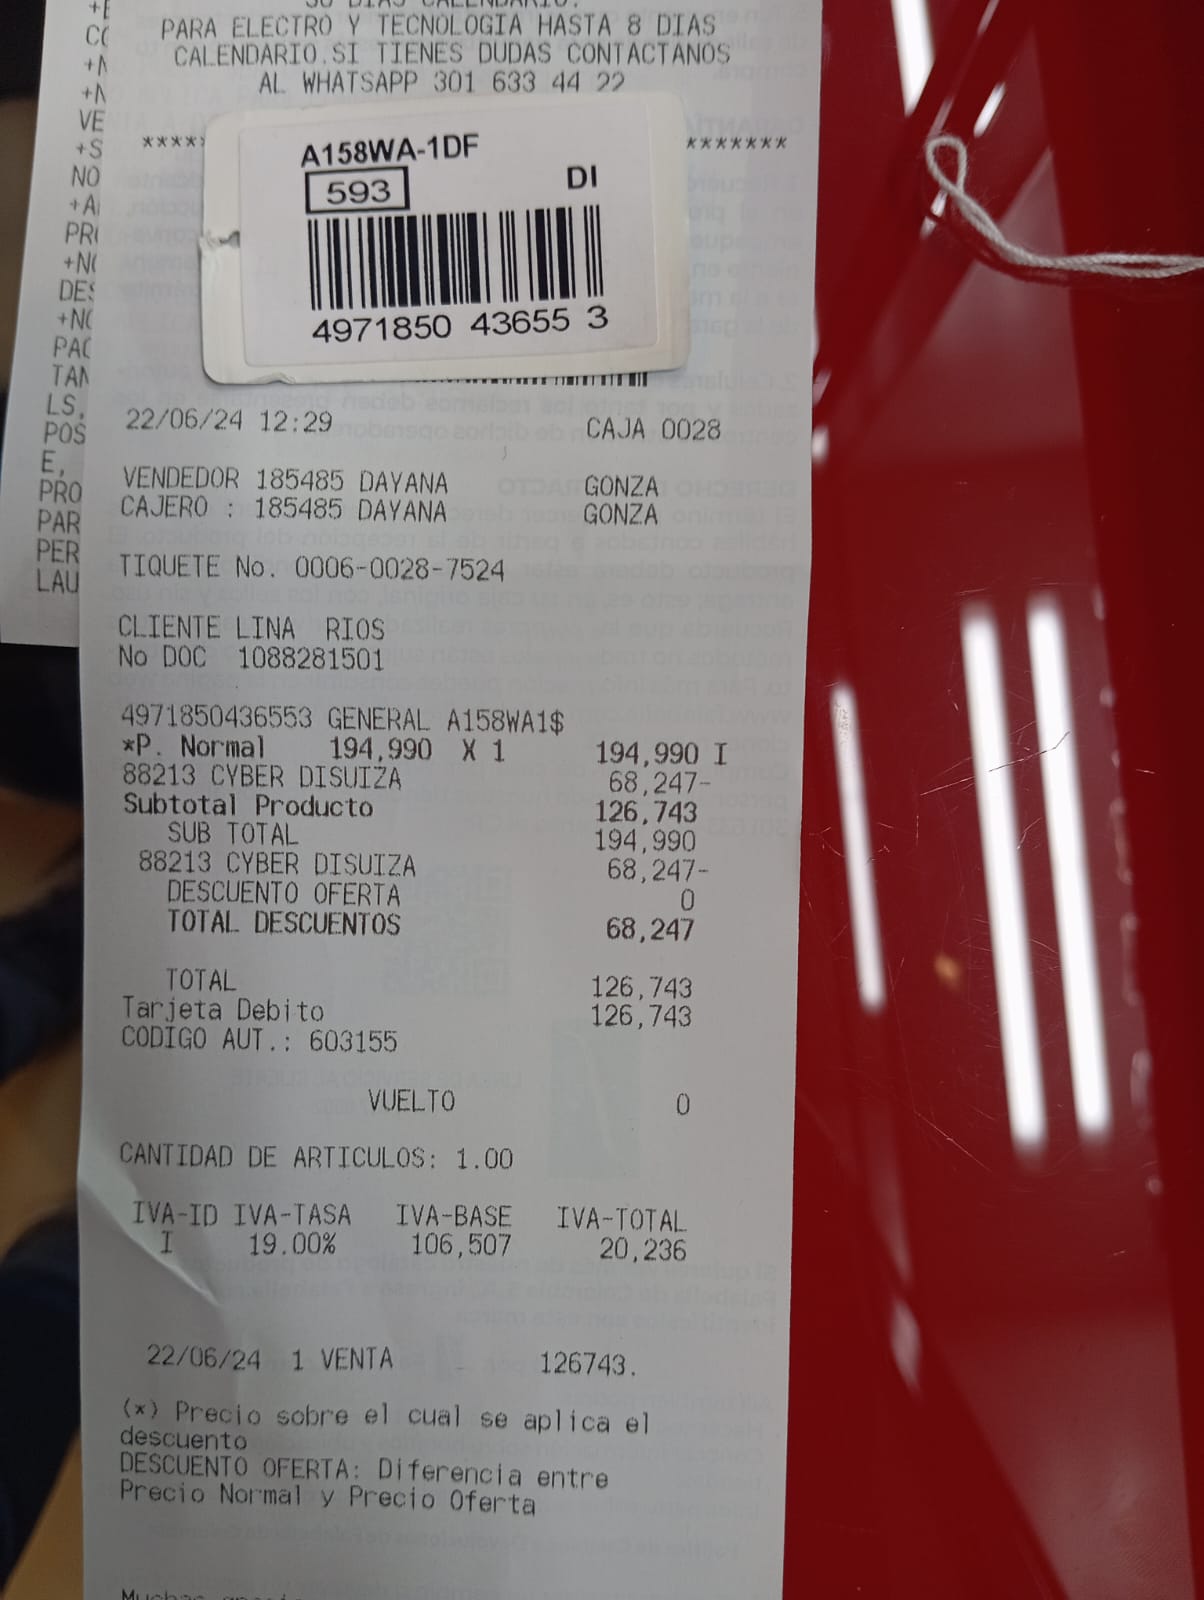 PARA ELECTRO Y TECNOLOGIA HASTA 8 DIAS
CALENDARIO.SI TIENES DUDAS CONTACTANOS
AL WHATSAPP 301 633 44 22
A158WA-1DF
593 DI
4971850 43655 3
22/06/24 12:29 CAJA 0028
VENDEDOR 185485 DAYANA GONZA
CAJERO : 185485 DAYANA GONZA
TIQUETE No. 0006-0028-7524
CLIENTE LINA RIOS
No DOC 1088281501
4971850436553 GENERAL A158WA1$
*P. Normal 194,990 X 1 194,990 I
88213 CYBER DISUIZA 68,247-
Subtotal Producto 126,743
SUB TOTAL 194,990
88213 CYBER DISUIZA 68,247-
DESCUENTO OFERTA 0
TOTAL DESCUENTOS 68,247
TOTAL 126,743
Tarjeta Debito 126,743
CODIGO AUT.: 603155
VUELTO 0
CANTIDAD DE ARTICULOS: 1.00
IVA-ID IVA-TASA IVA-BASE IVA-TOTAL
I 19.00% 106,507 20,236
22/06/24 1 VENTA 126743.
(*) Precio sobre el cual se aplica el
descuento
DESCUENTO OFERTA: Diferencia entre
Precio Normal y Precio Oferta